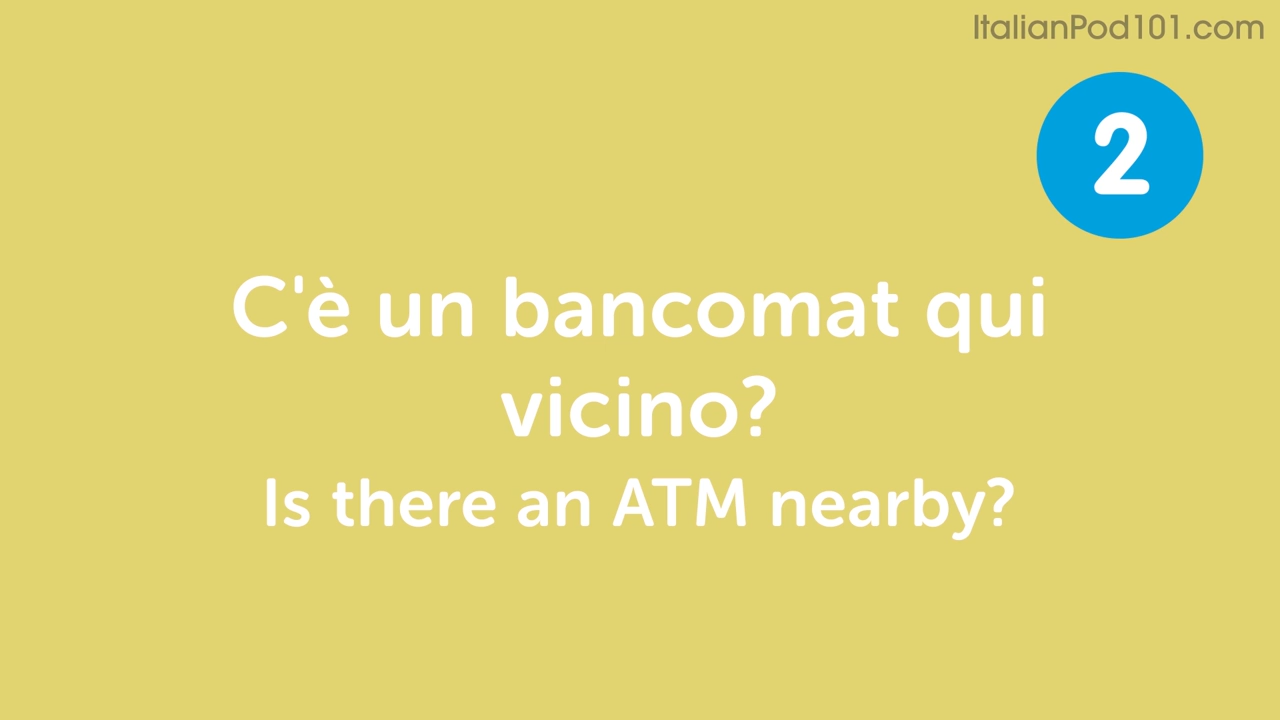 ItalianPod101.com
2
C'è un bancomat qui
vicino?
Is there an ATM nearby?